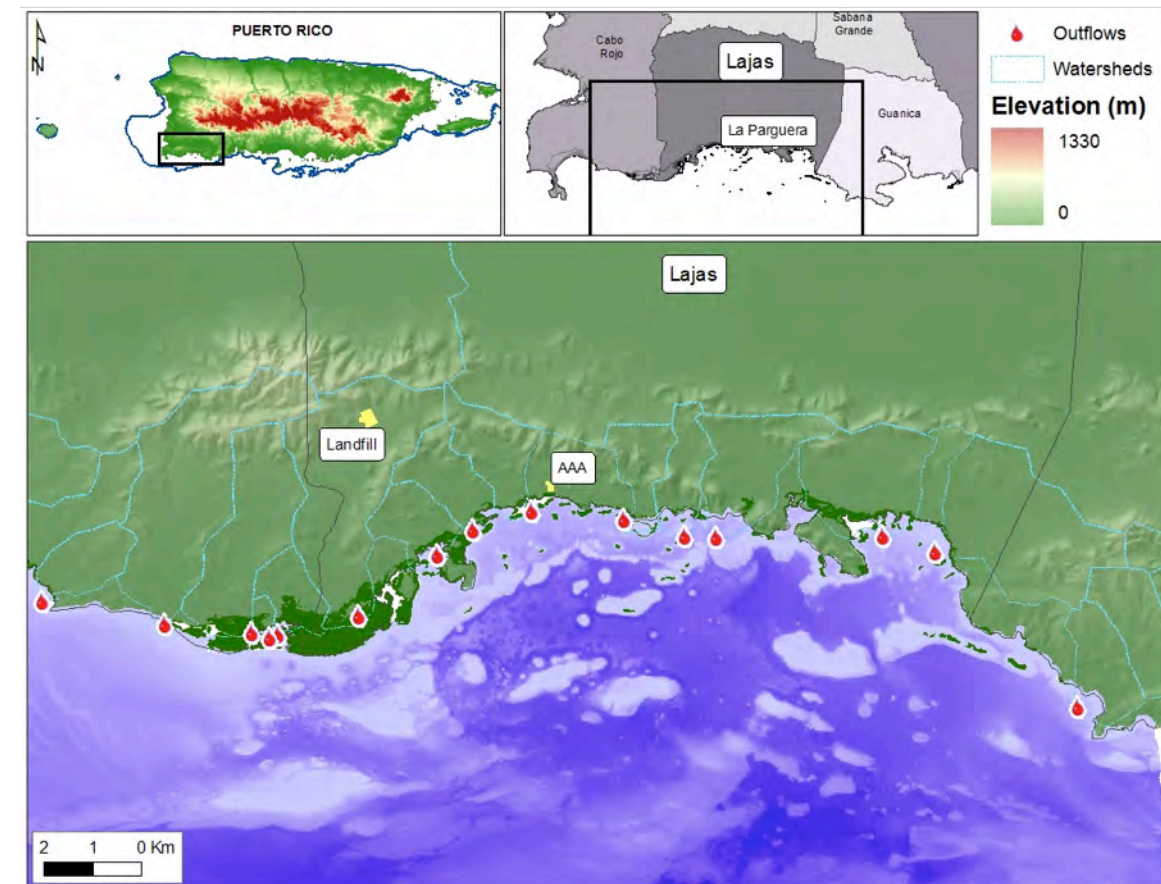 PUERTO RICO
N
Cabo
Rojo
Sabana
Grande
Lajas
Guanica
La Parguera
Outflows
Watersheds
Elevation (m)
1330
0
Lajas
Landfill
AAA
2 1 0 Km